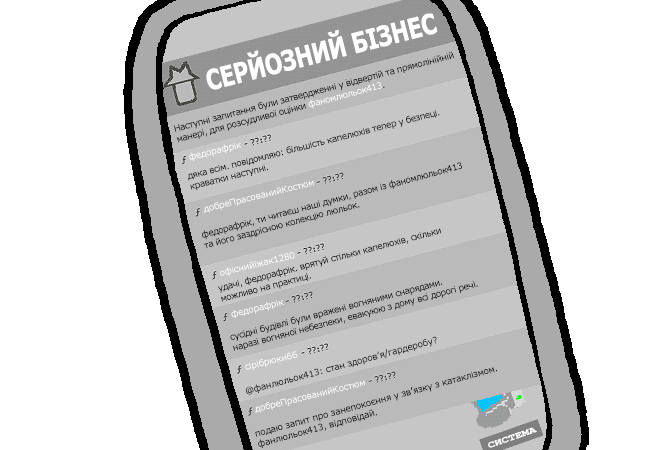 СЕРЙОЗНИЙ БІЗНЕС
Наступні запитання були затвердженні у відвертій та прямолінійній
манері, для розсудливої оцінки фаномлюльок413.
ƒ федорафрік - ??:??
дяка всім. повідомляю: більшість капелюхів тепер у безпеці.
краватки наступні.
ƒ добреПрасованийКостюм - ??:??
федорафрік, ти читаєш наші думки, разом із фаномлюльок413
та його заздрісною колекцію люльок.
ƒ офіснийїжак1280 - ??:??
удачі, федорафрік. врятуй стільки капелюхів, скільки
можливо на практиці.
ƒ федорафрік - ??:??
сусідні будівлі були вражені вогняними снарядами.
наразі вогняної небезпеки, евакуюю з дому всі дорогі речі.
ƒ сірібрюки66 - ??:??
@фанлюльок413: стан здоров'я/гардеробу?
ƒ добреПрасованийКостюм - ??:??
подаю запит про занепокоєння у зв'язку з катаклізмом.
фанлюльок413, відповідай.
СИСТЕМА